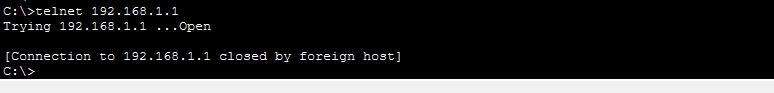 C:\>telnet 192.168.1.1
Trying 192.168.1.1 ...Open
[Connection to 192.168.1.1 closed by foreign host]
C:\>